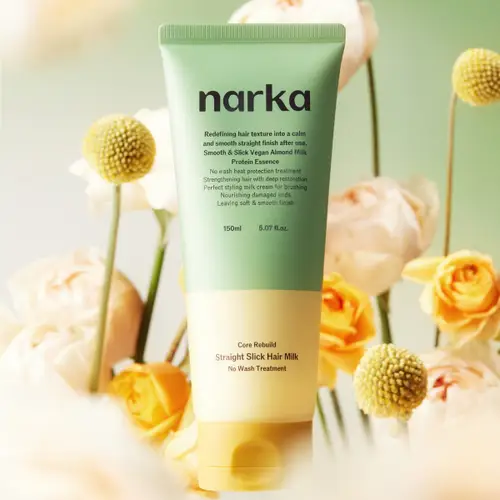 narka
Redefining hair texture into a calm
and smooth straight finish after use.
Smooth & Slick Vegan Almond Milk
Protein Essence
No wash heat protection treatment
Strengthening hair with deep restoration
Perfect styling milk cream for brushing
Nourishing damaged ends
Leaving soft & smooth finish
150ml 5.07 fl.oz.
Core Rebuild
Straight Slick Hair Milk
No Wash Treatment